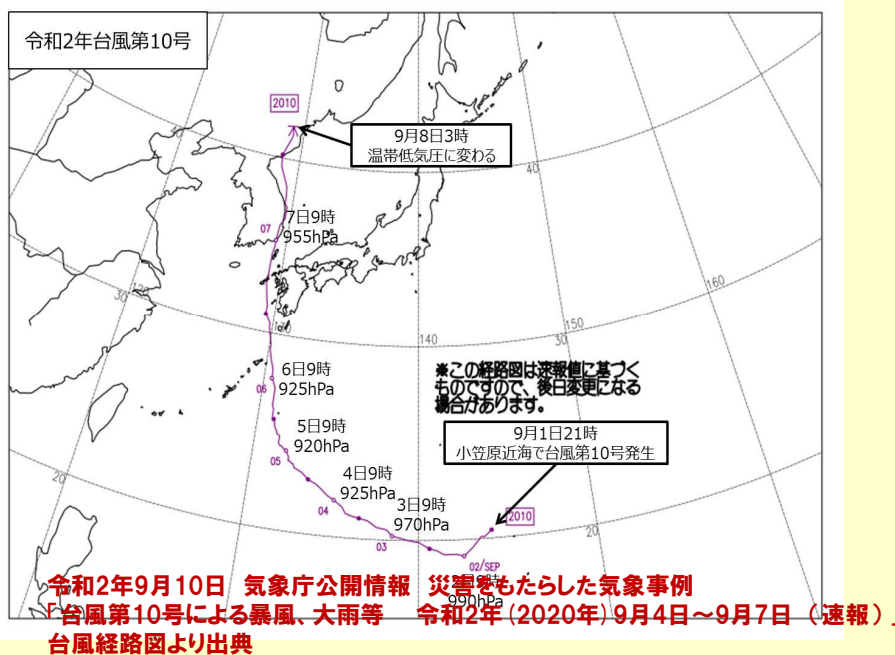 令和2年台風第10号
2010
9月8日3時
温帯低気圧に変わる
40
40
7日9時
955hPa
07
30
130
160
140
150
30
※この経路図は速報値に基づく
ものですので、後日変更になる
場合があります。
6日9時
925hPa
06
9月1日21時
小笠原近海で台風第10号発生
5日9時
920hPa
05
4日9時
925hPa
04
20
3日9時
970hPa
03
2010
20
02/SEP
2日9時
990hPa
令和2年9月10日 気象庁公開情報 災害をもたらした気象事例
「台風第10号による暴風、大雨等 令和2年(2020年)9月4日～9月7日 (速報)」
台風経路図より出典